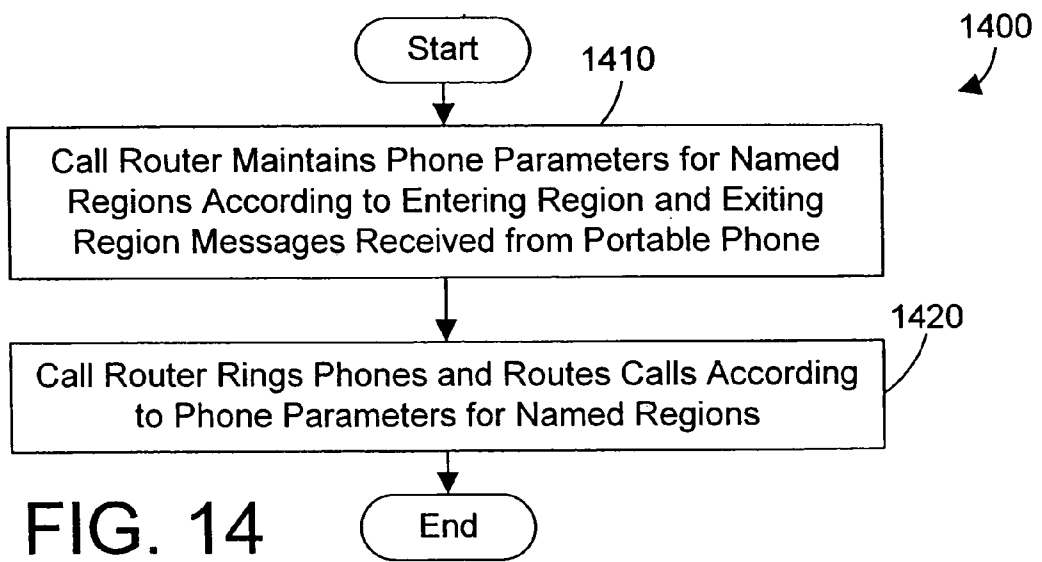 Start
1400
1410
Call Router Maintains Phone Parameters for Named
Regions According to Entering Region and Exiting
Region Messages Received from Portable Phone
1420
Call Router Rings Phones and Routes Calls According
to Phone Parameters for Named Regions
End
FIG. 14